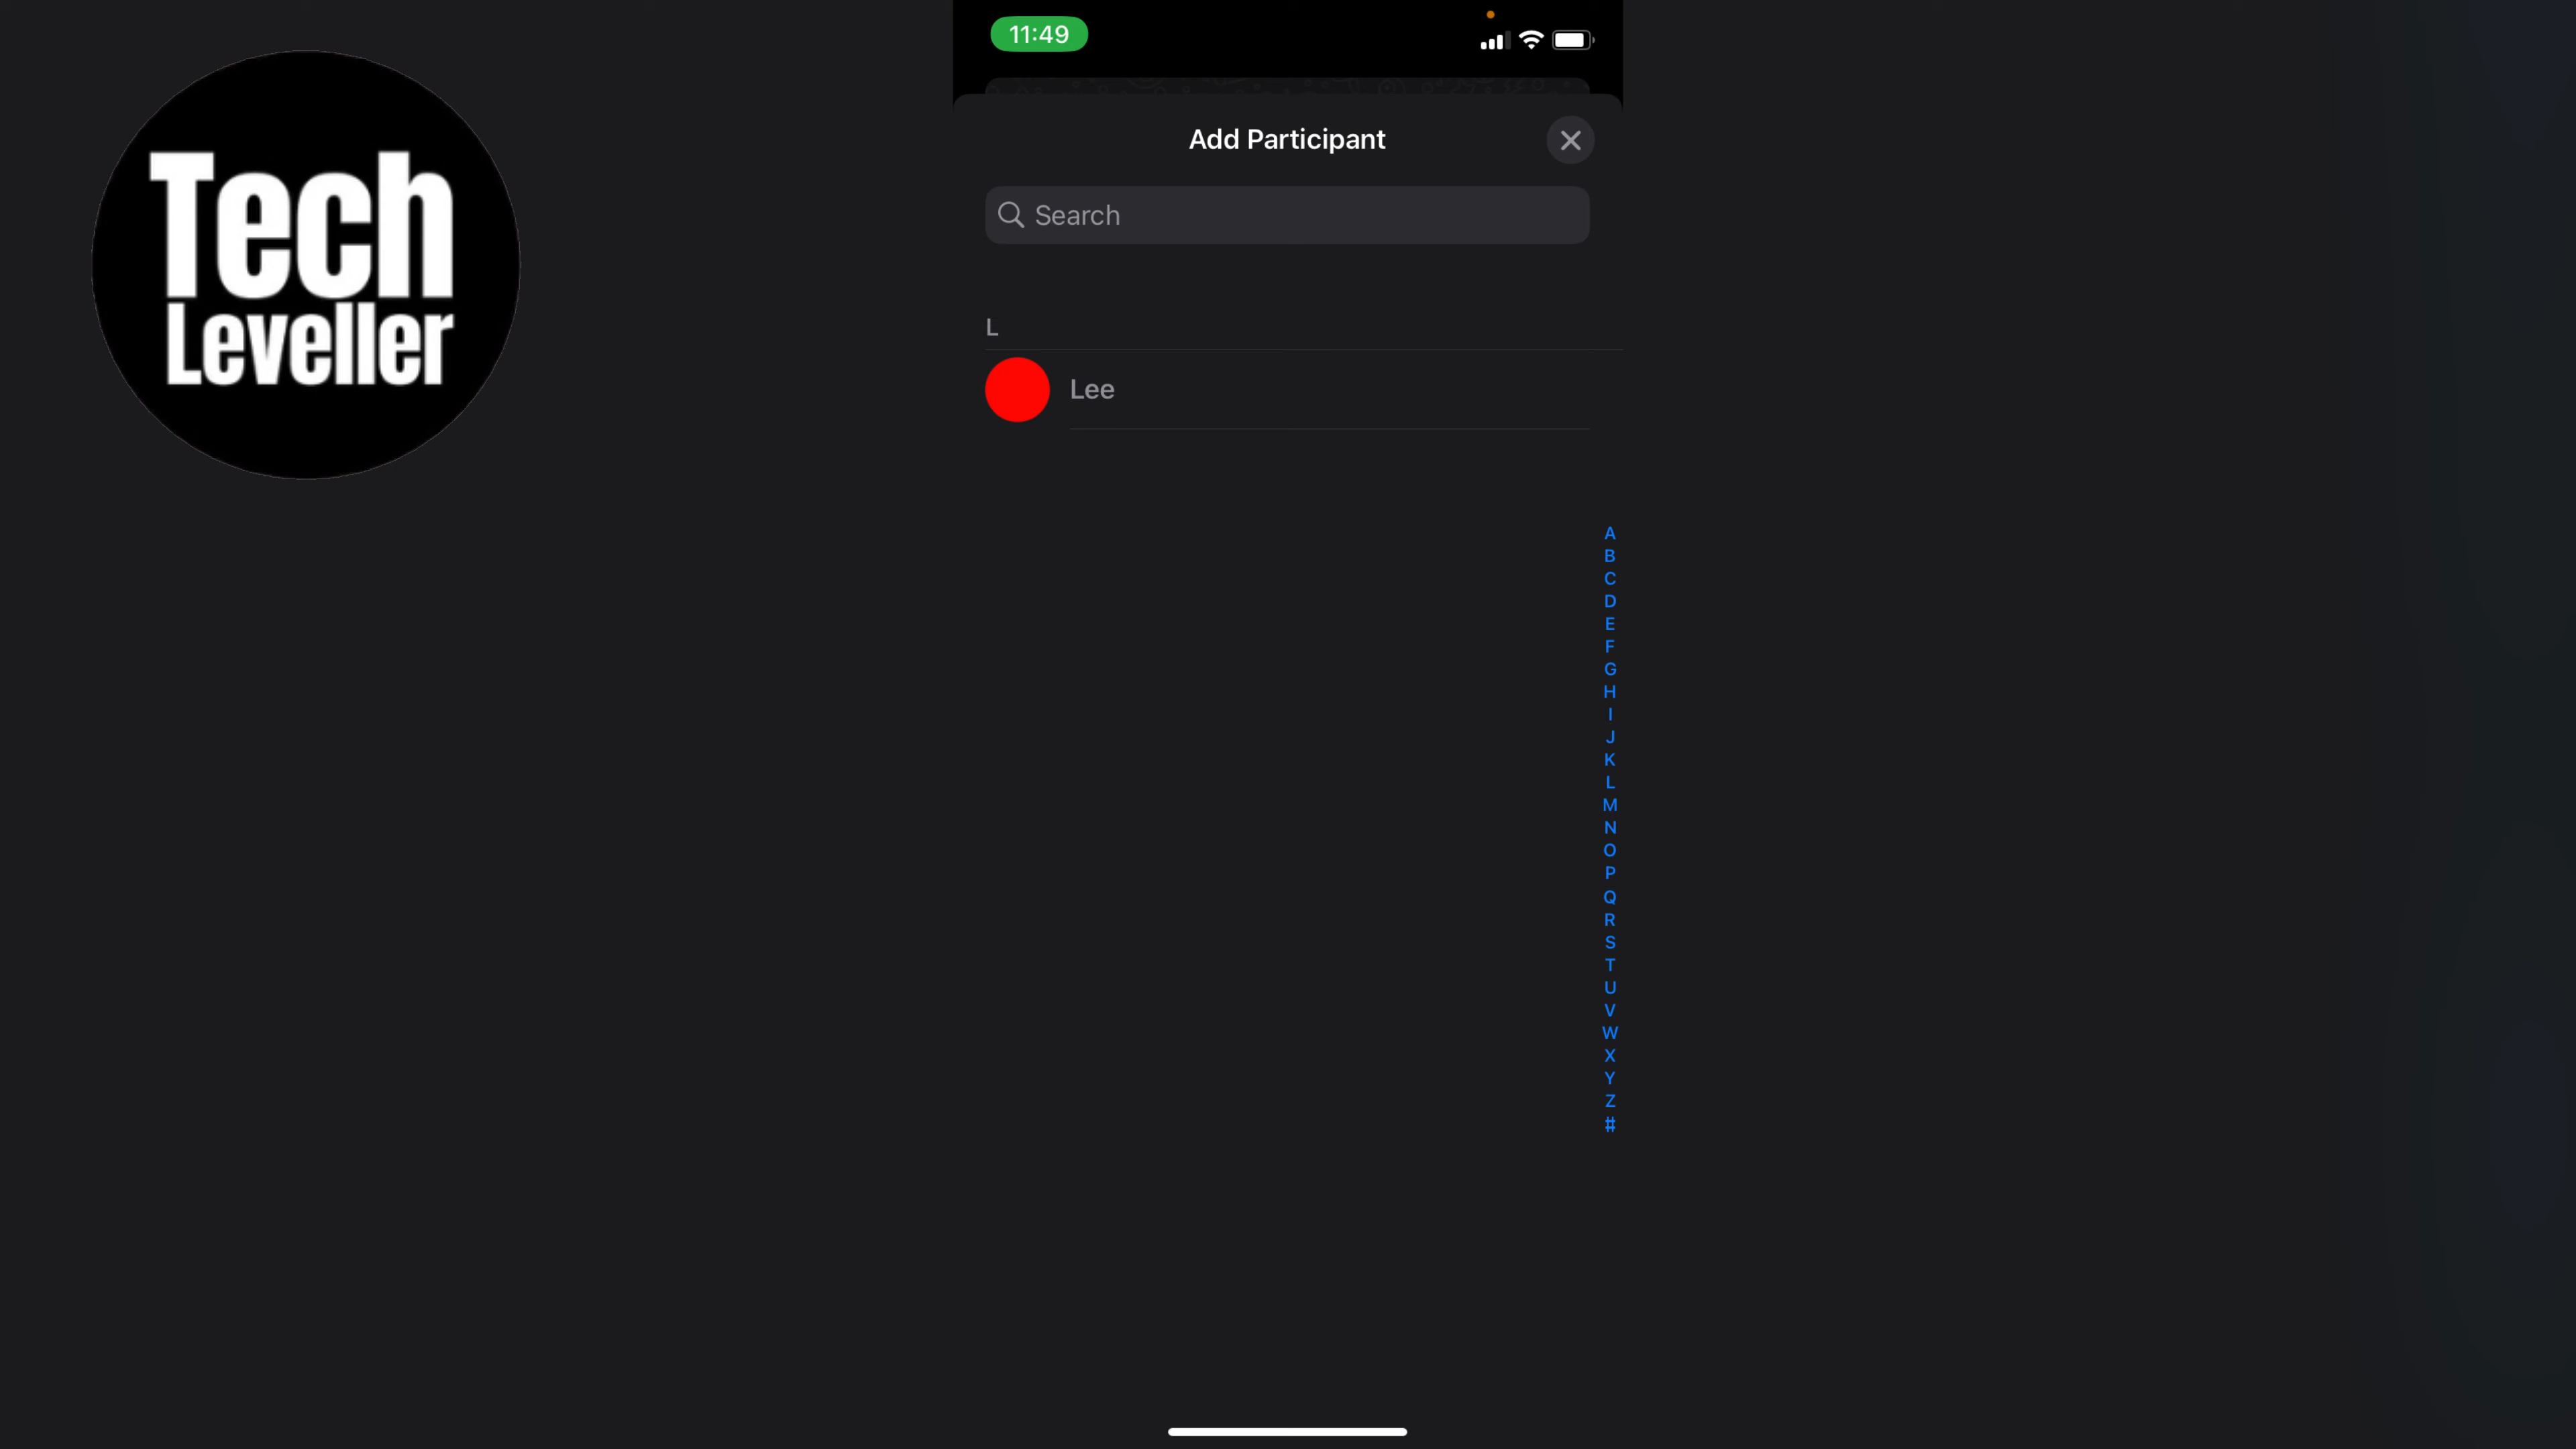 Tech
Leveller
11:49
Add Participant
Search
L
Lee
A
B
C
D
E
F
G
H
I
J
K
L
M
N
O
P
Q
R
S
T
U
V
W
X
Y
Z
#